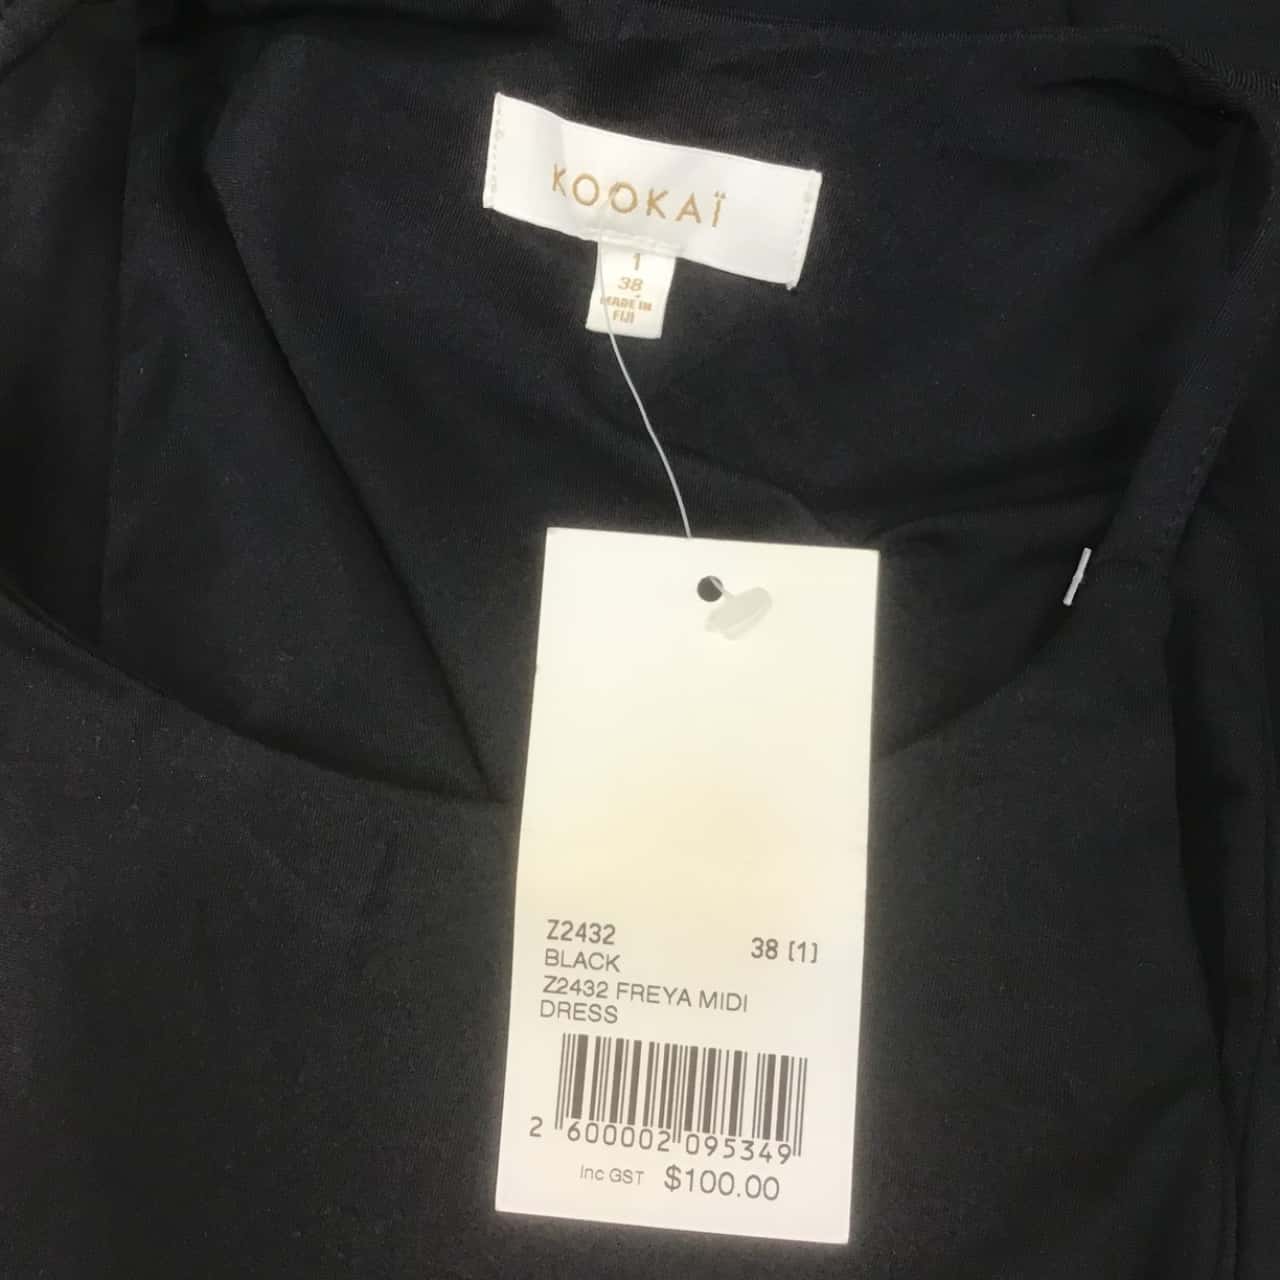 KOOKAÏ
1
38
MADE IN
FIJI
Z2432
38 (1)
BLACK
Z2432 FREYA MIDI
DRESS
2 600002 095349
Inc GST $100.00